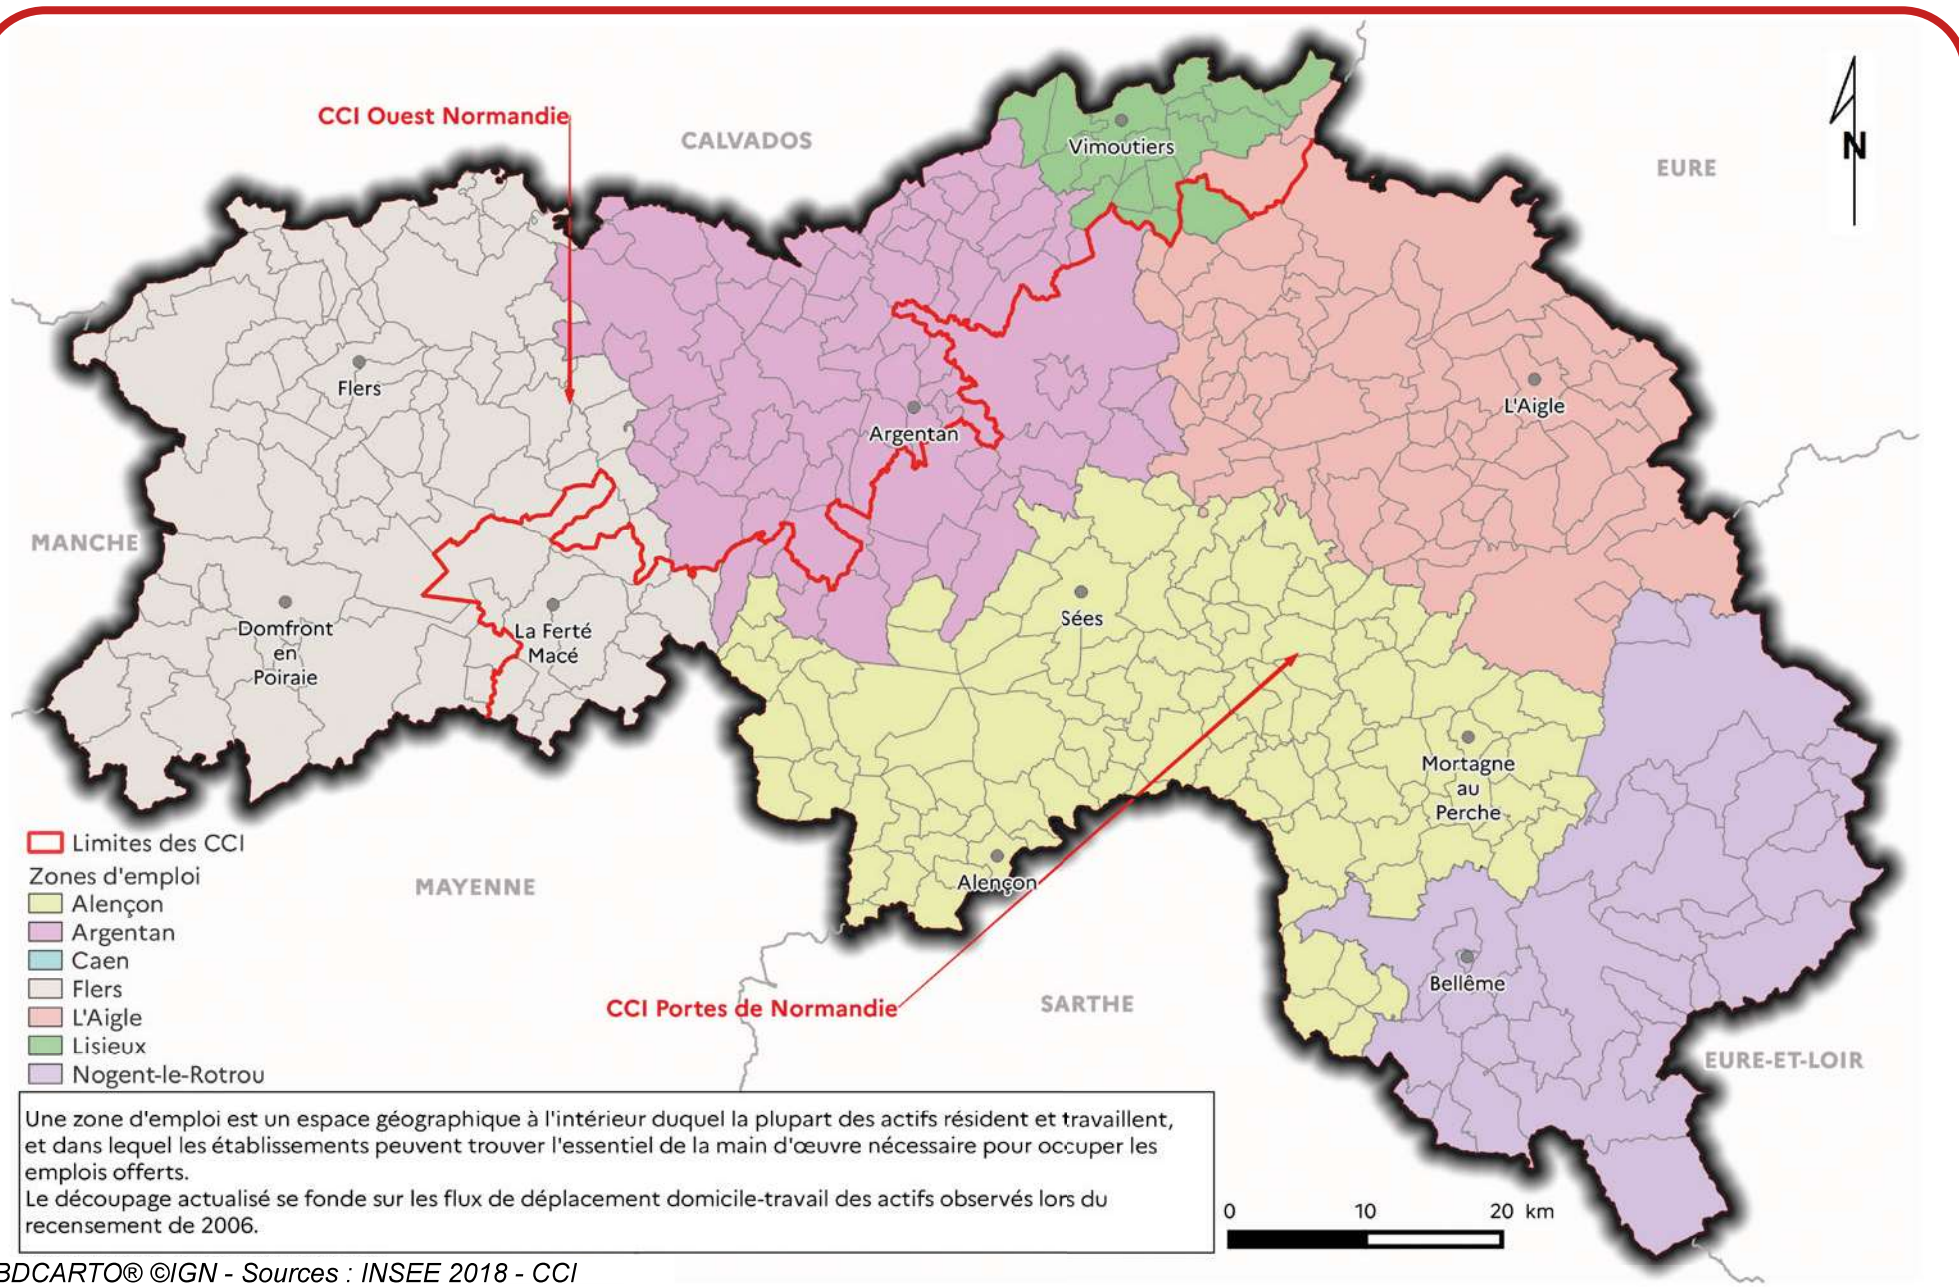 CCI Ouest Normandie
CALVADOS
EURE
N
Vimoutiers
Flers
L'Aigle
Argentan
MANCHE
Domfront
en
Poiraie
La Ferté
Macé
Sées
Mortagne
au
Perche
Alençon
MAYENNE
Bellême
CCI Portes de Normandie
SARTHE
EURE-ET-LOIR
Limites des CCI
Zones d'emploi
Alençon
Argentan
Caen
Flers
L'Aigle
Lisieux
Nogent-le-Rotrou
Une zone d'emploi est un espace géographique à l'intérieur duquel la plupart des actifs résident et travaillent,
et dans lequel les établissements peuvent trouver l'essentiel de la main d'œuvre nécessaire pour occuper les
emplois offerts.
Le découpage actualisé se fonde sur les flux de déplacement domicile-travail des actifs observés lors du
recensement de 2006.
0 10 20 km
BDCARTO® ©IGN - Sources : INSEE 2018 - CCI